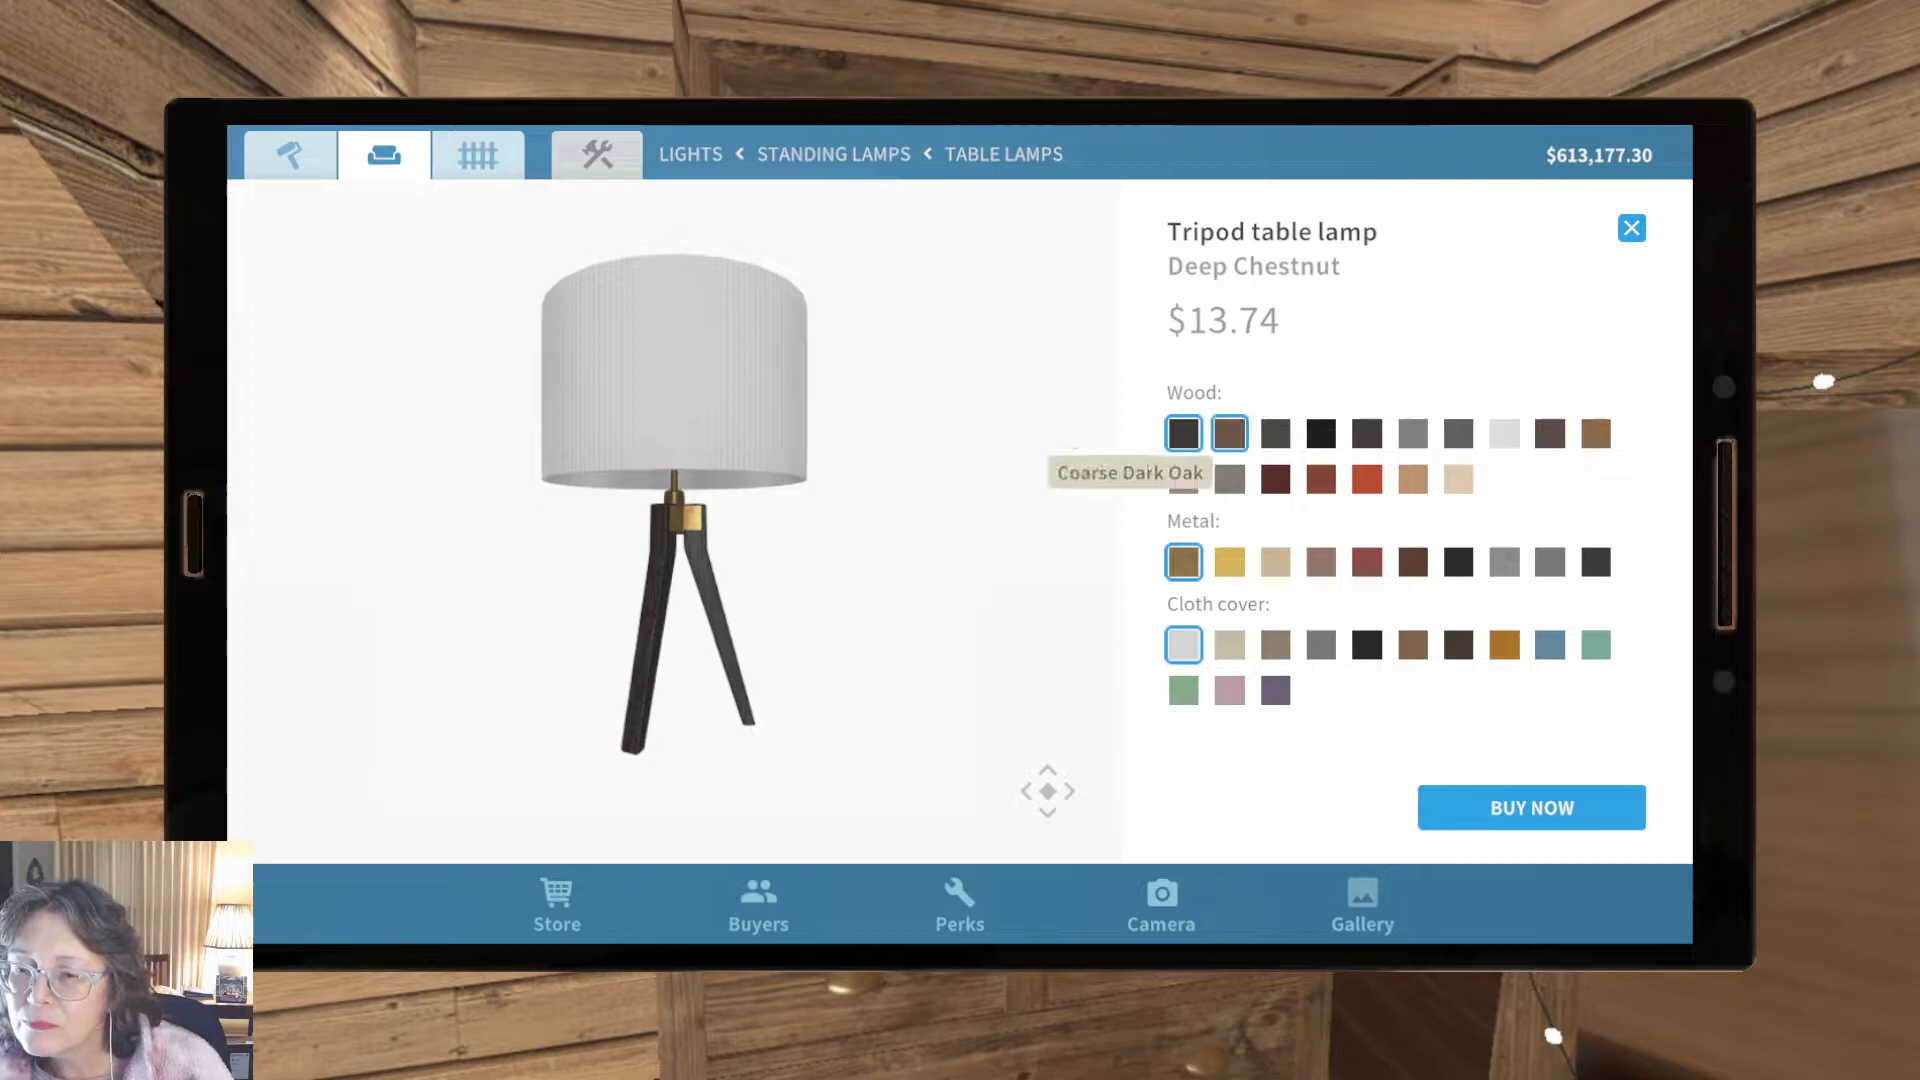 LIGHTS < STANDING LAMPS < TABLE LAMPS
$613,177.30
Tripod table lamp
Deep Chestnut
$13.74
Wood:
Coarse Dark Oak
Metal:
Cloth cover:
BUY NOW
Store
Buyers
Perks
Camera
Gallery